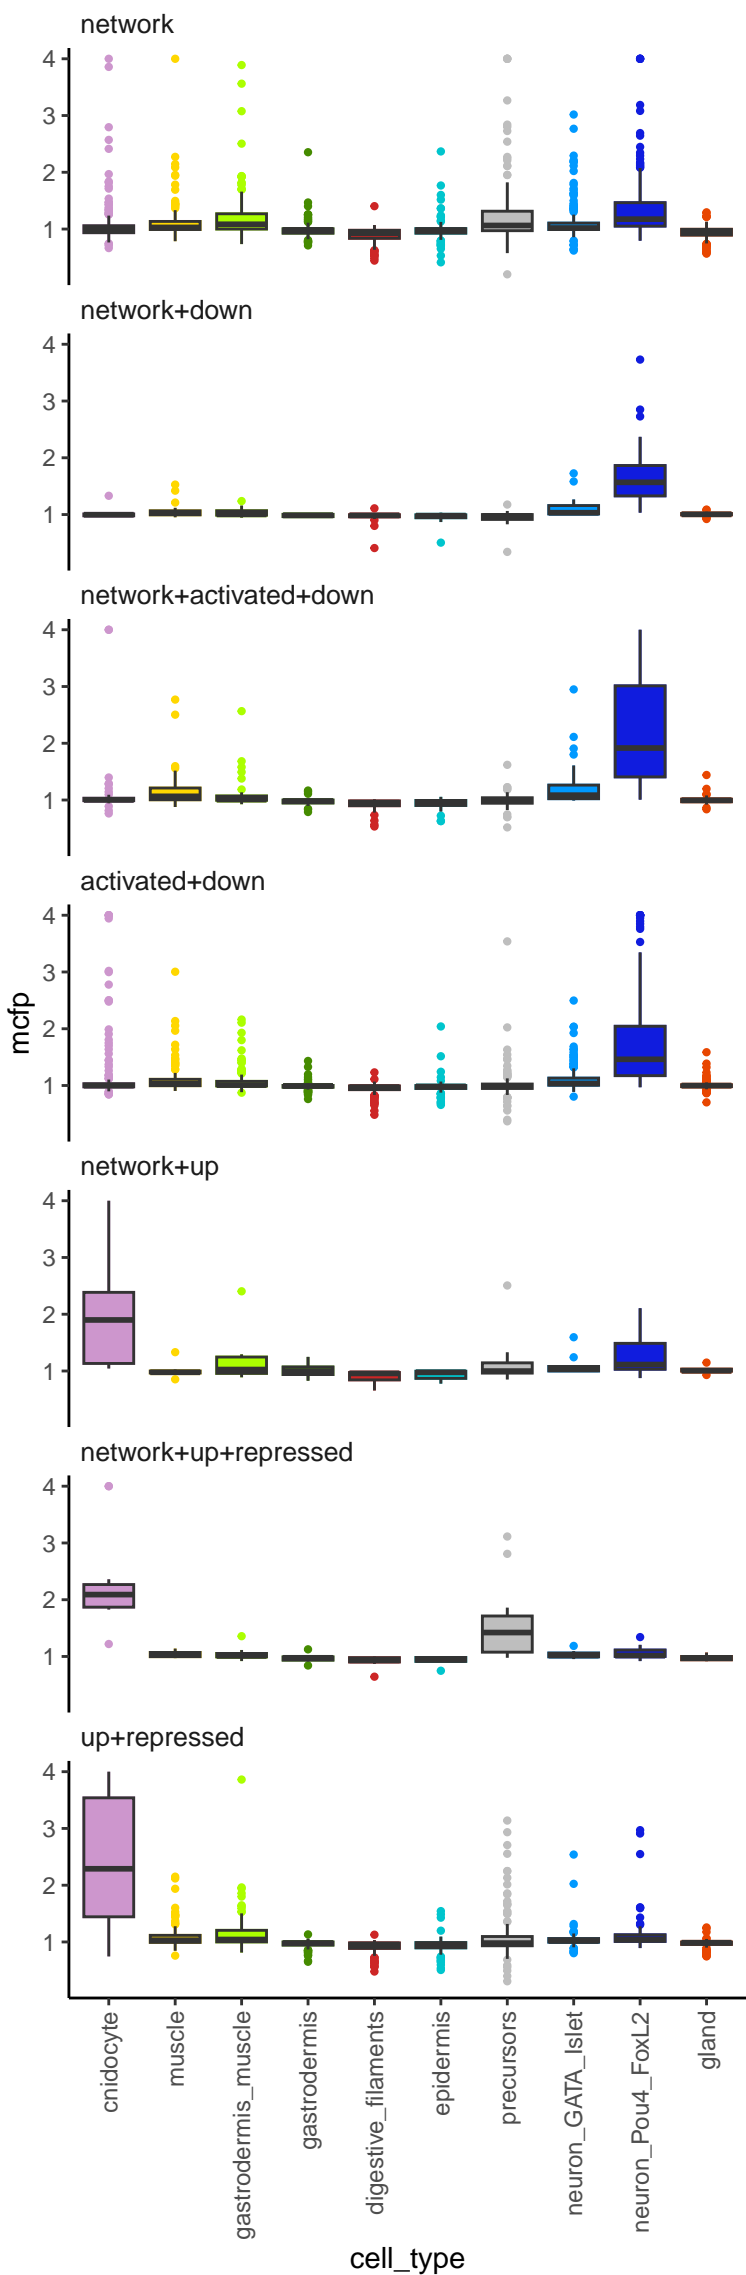 network
4
3
2
1
network+down
4
3
2
1
network+activated+down
4
3
2
1
activated+down
4
3
2
1
mcfp
network+up
4
3
2
1
network+up+repressed
4
3
2
1
up+repressed
4
3
2
1
cnidocyte
muscle
gastrodermis_muscle
gastrodermis
digestive_filaments
epidermis
precursors
neuron_GATA_Islet
neuron_Pou4_FoxL2
gland
cell_type